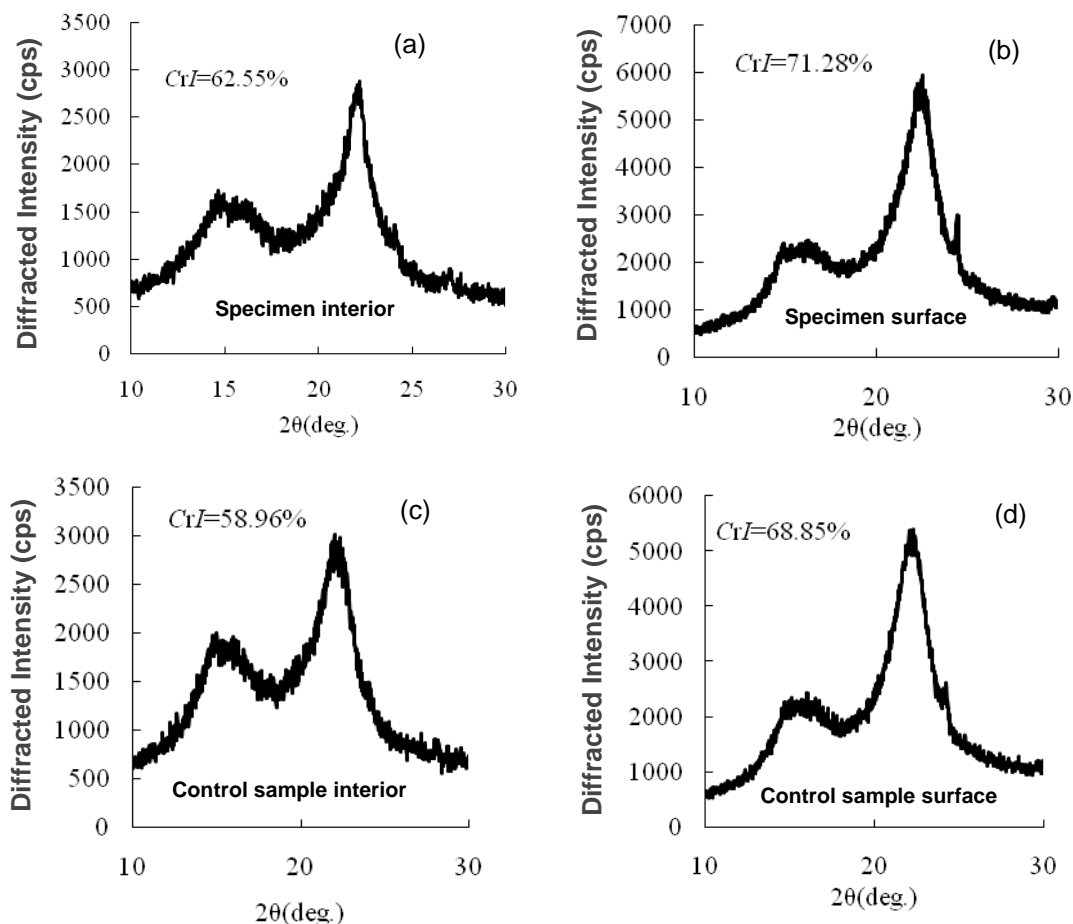 Diffracted Intensity (cps)
3500
3000
2500
2000
1500
1000
500
0
(a)
CrI=62.55%
Specimen interior
10 15 20 25 30
2θ(deg.)
Diffracted Intensity (cps)
7000
6000
5000
4000
3000
2000
1000
0
(b)
CrI=71.28%
Specimen surface
10 20 30
2θ(deg.)
Diffracted Intensity (cps)
3500
3000
2500
2000
1500
1000
500
0
(c)
CrI=58.96%
Control sample interior
10 20 30
2θ(deg.)
Diffracted Intensity (cps)
6000
5000
4000
3000
2000
1000
0
(d)
CrI=68.85%
Control sample surface
10 20 30
2θ(deg.)